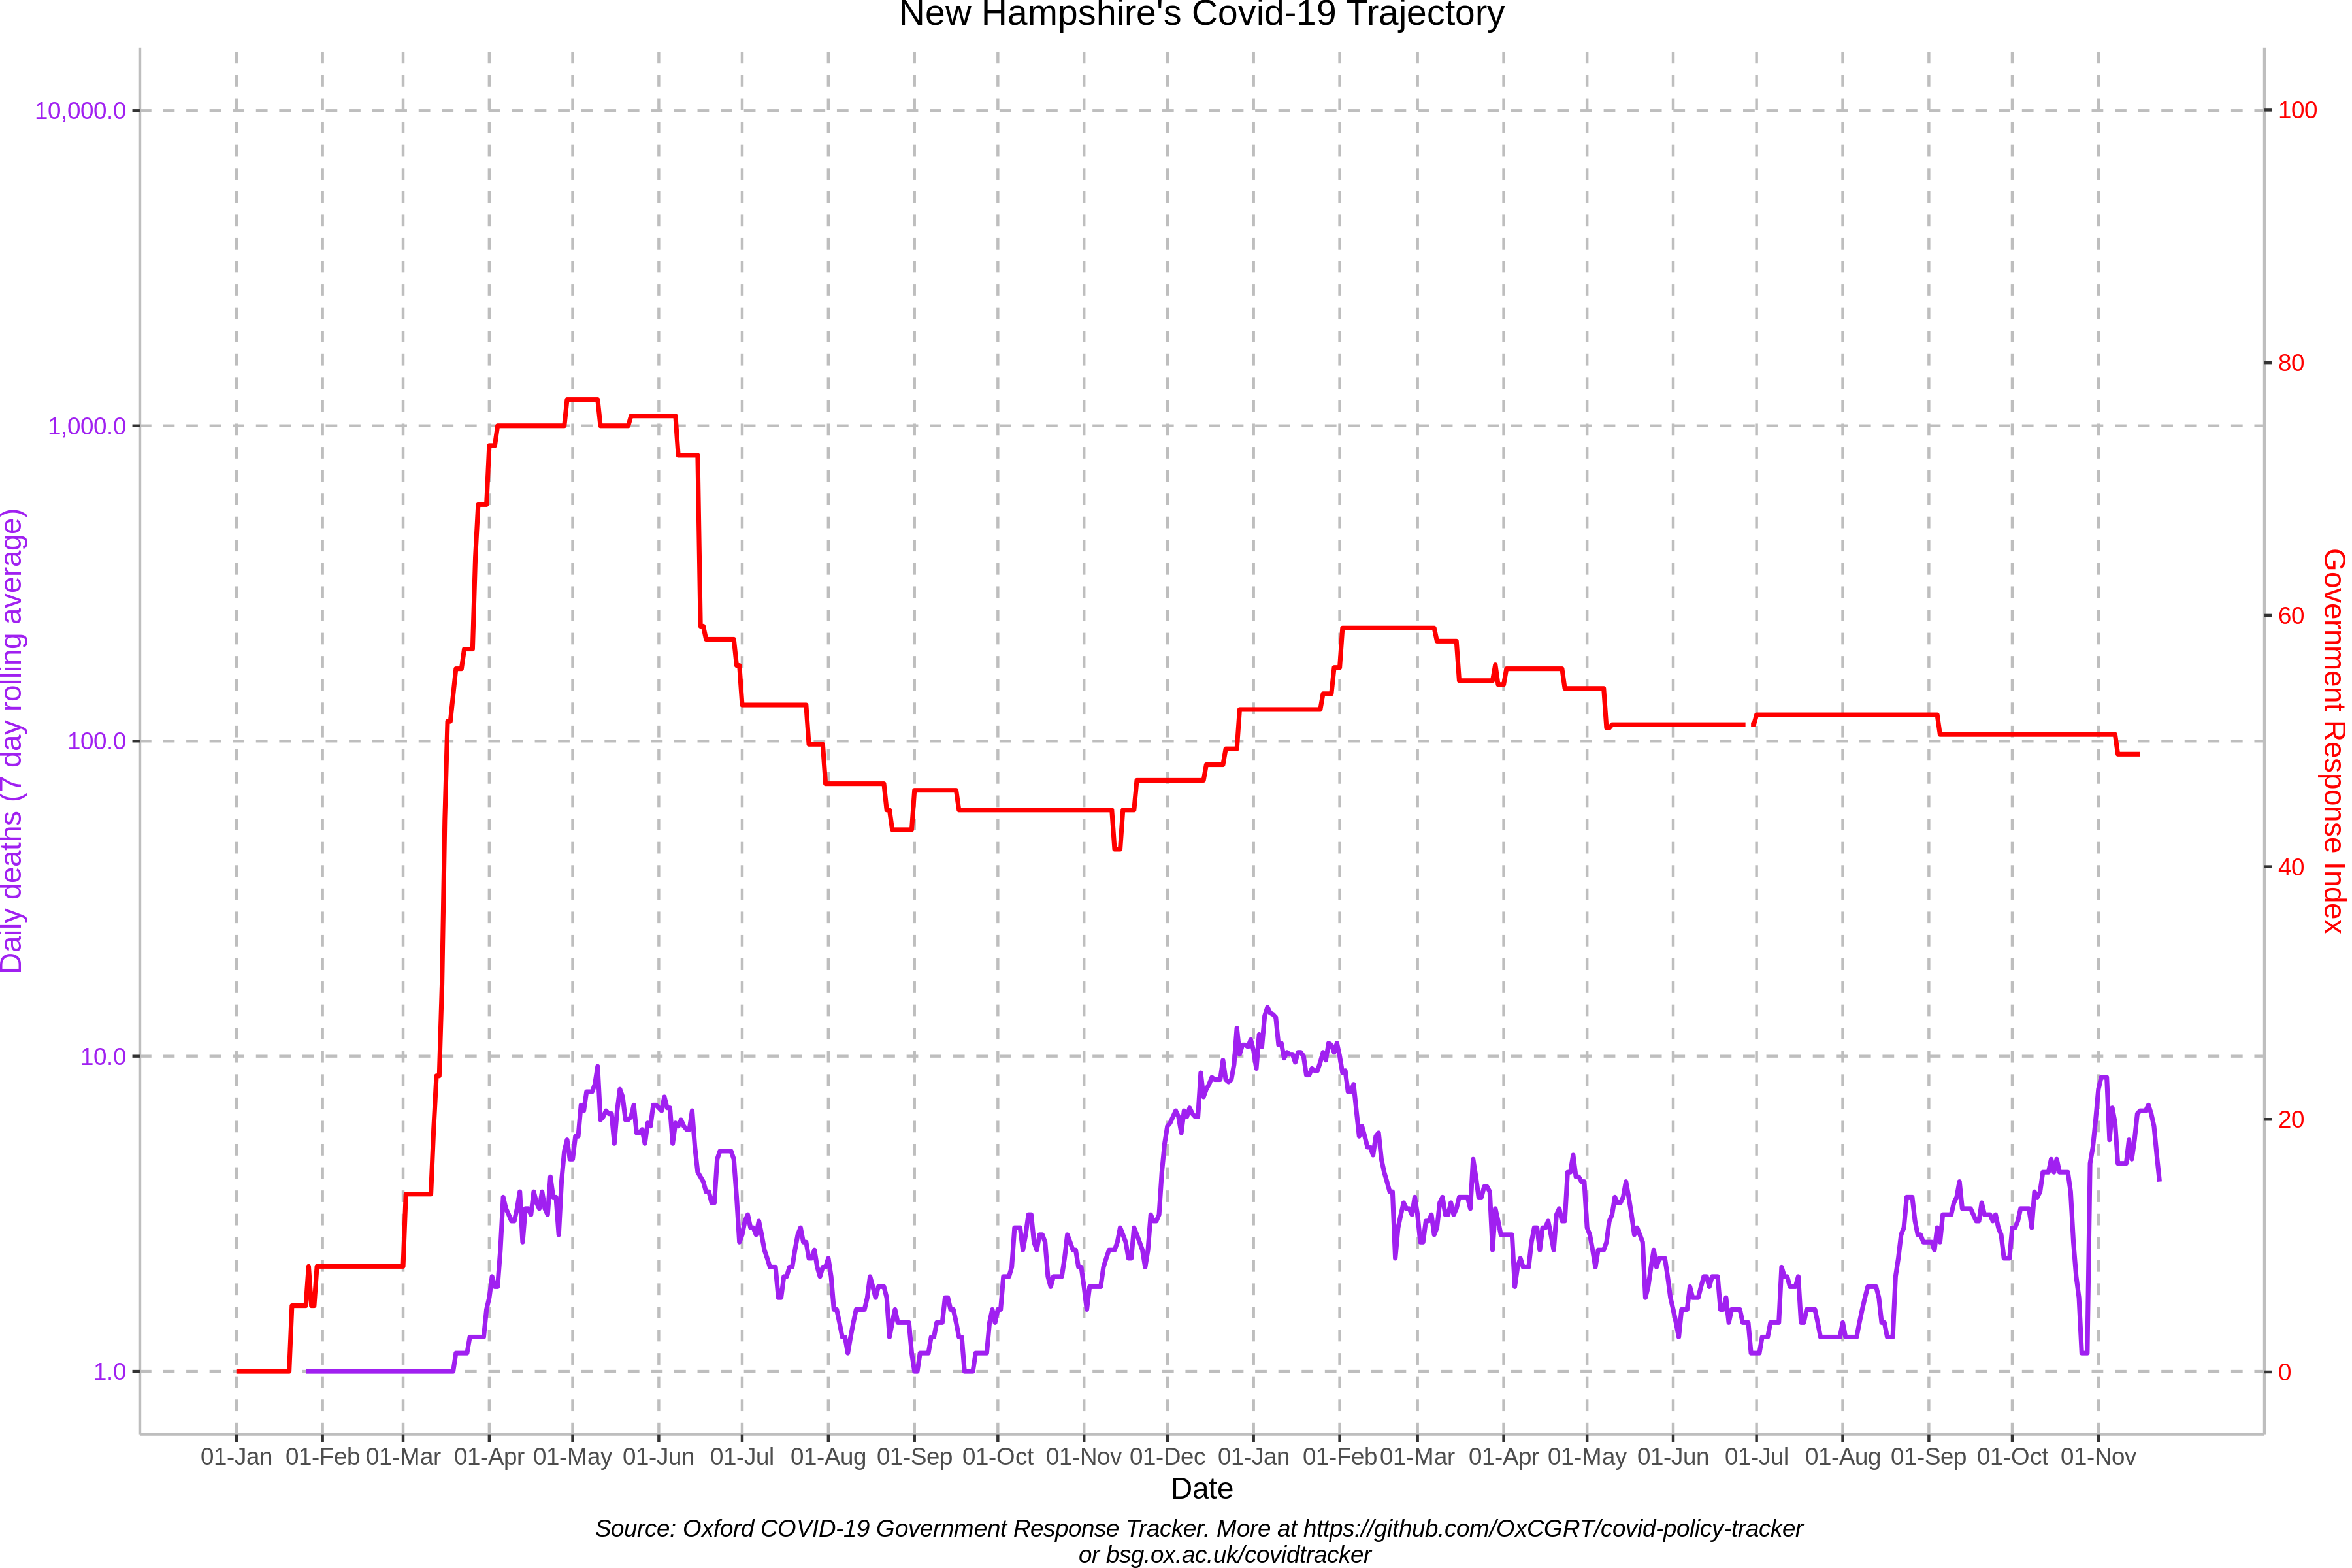 New Hampshire's Covid-19 Trajectory
10,000.0
1,000.0
100.0
10.0
1.0
Daily deaths (7 day rolling average)
100
80
60
40
20
0
Government Response Index
01-Jan 01-Feb 01-Mar 01-Apr 01-May 01-Jun 01-Jul 01-Aug 01-Sep 01-Oct 01-Nov 01-Dec 01-Jan 01-Feb 01-Mar 01-Apr 01-May 01-Jun 01-Jul 01-Aug 01-Sep 01-Oct 01-Nov
Date
Source: Oxford COVID-19 Government Response Tracker. More at https://github.com/OxCGRT/covid-policy-tracker
or bsg.ox.ac.uk/covidtracker